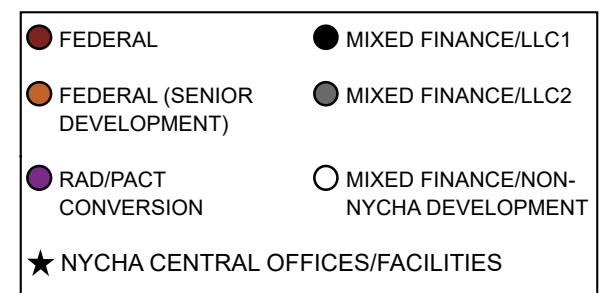 FEDERAL
MIXED FINANCE/LLC1
FEDERAL (SENIOR
DEVELOPMENT)
MIXED FINANCE/LLC2
RAD/PACT
CONVERSION
MIXED FINANCE/NON-
NYCHA DEVELOPMENT
NYCHA CENTRAL OFFICES/FACILITIES